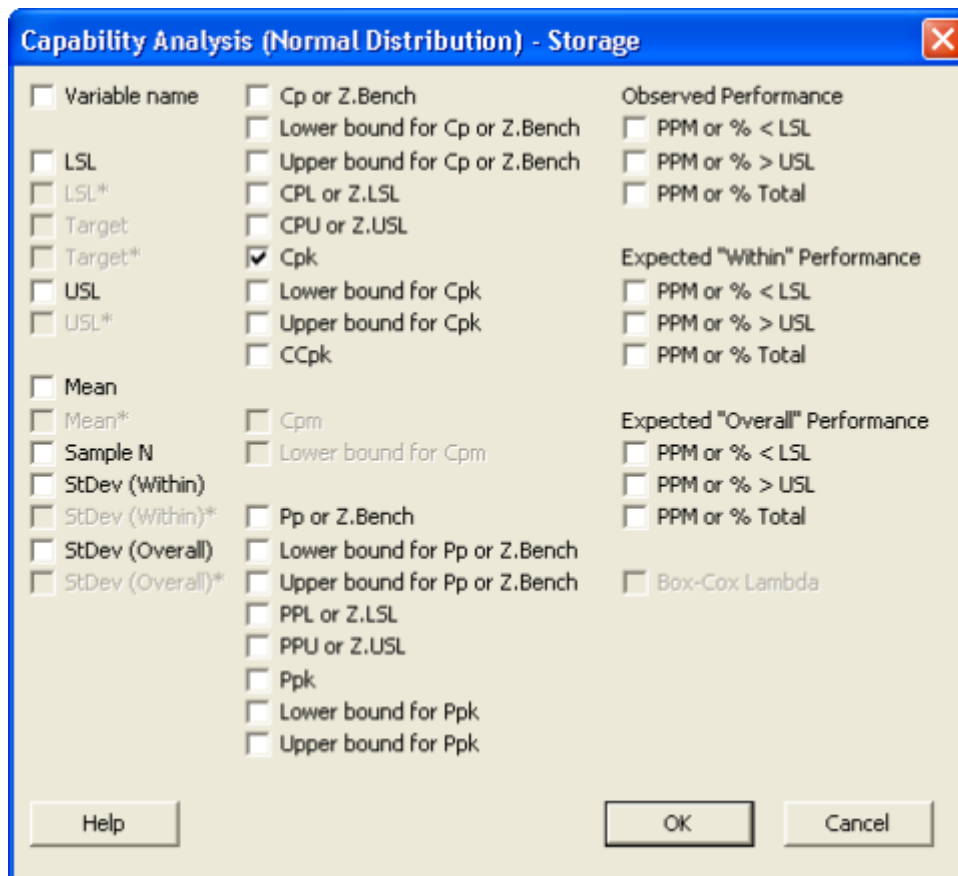 Capability Analysis (Normal Distribution) - Storage
Variable name
LSL
LSL*
Target
Target*
USL
USL*
Mean
Mean*
Sample N
StDev (Within)
StDev (Within)*
StDev (Overall)
StDev (Overall)*
Cp or Z.Bench
Lower bound for Cp or Z.Bench
Upper bound for Cp or Z.Bench
CPL or Z.LSL
CPU or Z.USL
Cpk
Lower bound for Cpk
Upper bound for Cpk
CCpk
Cpm
Lower bound for Cpm
Pp or Z.Bench
Lower bound for Pp or Z.Bench
Upper bound for Pp or Z.Bench
PPL or Z.LSL
PPU or Z.USL
Ppk
Lower bound for Ppk
Upper bound for Ppk
Observed Performance
PPM or % < LSL
PPM or % > USL
PPM or % Total
Expected "Within" Performance
PPM or % < LSL
PPM or % > USL
PPM or % Total
Expected "Overall" Performance
PPM or % < LSL
PPM or % > USL
PPM or % Total
Box-Cox Lambda
Help
OK
Cancel